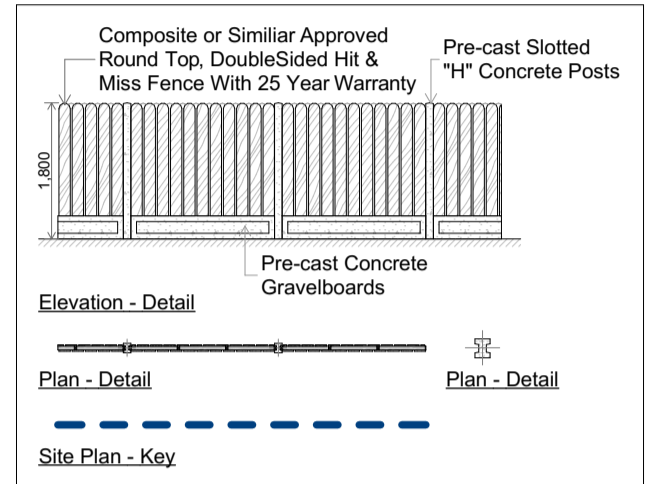 Composite or Similiar Approved
Round Top, DoubleSided Hit &
Miss Fence With 25 Year Warranty
Pre-cast Slotted
"H" Concrete Posts
1,800
Pre-cast Concrete
Gravelboards
Elevation - Detail
Plan - Detail
Plan - Detail
Site Plan - Key